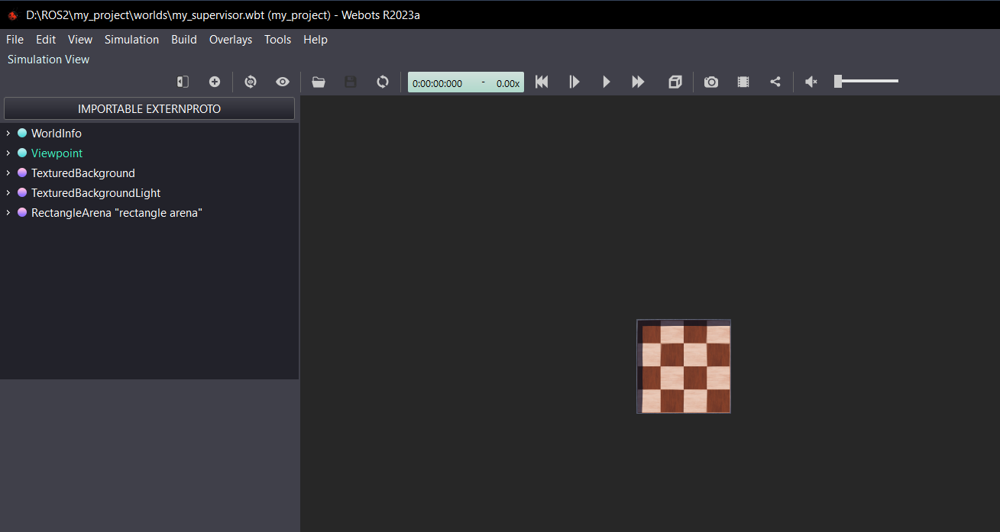 D:\ROS2\my_project\worlds\my_supervisor.wbt (my_project) - Webots R2023a
File Edit View Simulation Build Overlays Tools Help
Simulation View
0:00:00:000 - 0.00x
IMPORTABLE EXTERNPROTO
WorldInfo
Viewpoint
TexturedBackground
TexturedBackgroundLight
RectangleArena "rectangle arena"